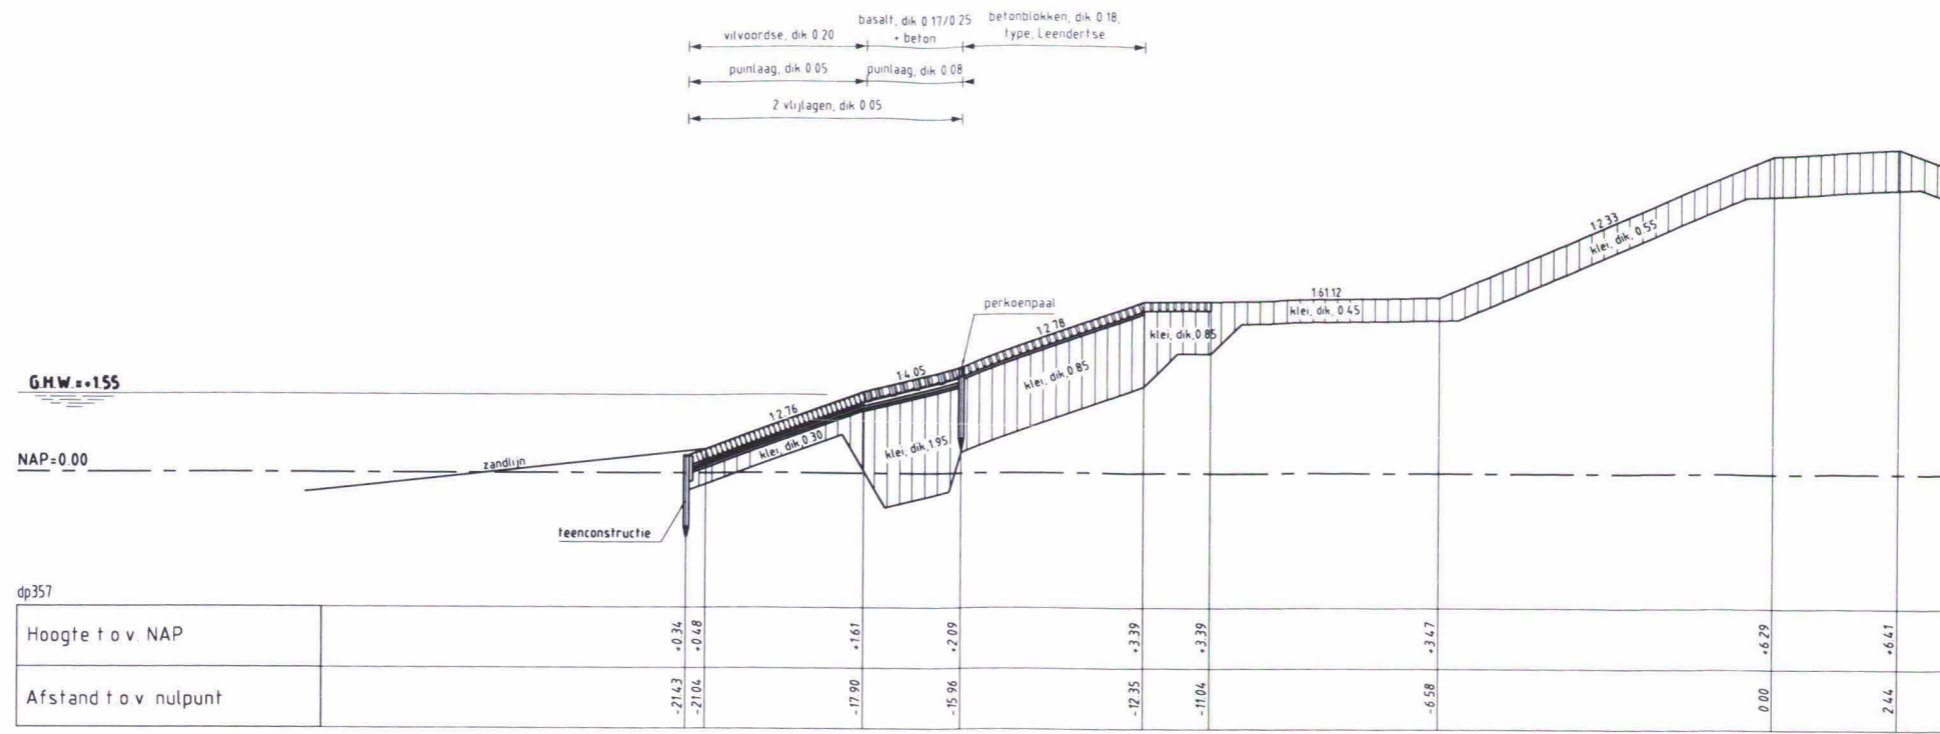 vilvoordse, dik 0.20
basalt, dik 0.17/0.25
+ beton
betonblokken, dik 0.18,
type, Leendertse
puinlaag, dik 0.05
puinlaag, dik 0.08
2 vlijlagen, dik 0.05
1:2.33
klei, dik, 0.55
perkoenpaal
1:61.12
klei, dik, 0.45
1:2.78
klei, dik, 0.85
klei, dik, 0.85
1:4.05
G.H.W.=+1.55
1:2.76
klei, dik, 0.30
klei, dik, 1.95
NAP=0.00
zandlijn
teenconstructie
dp357
Hoogte t.o.v. NAP +0.34 +0.48 +1.61 +2.09 +3.39 +3.39 +3.47 +6.29 +6.41
Afstand t.o.v. nulpunt -21.43 -21.04 -17.90 -15.96 -12.35 -11.04 -6.58 0.00 2.44